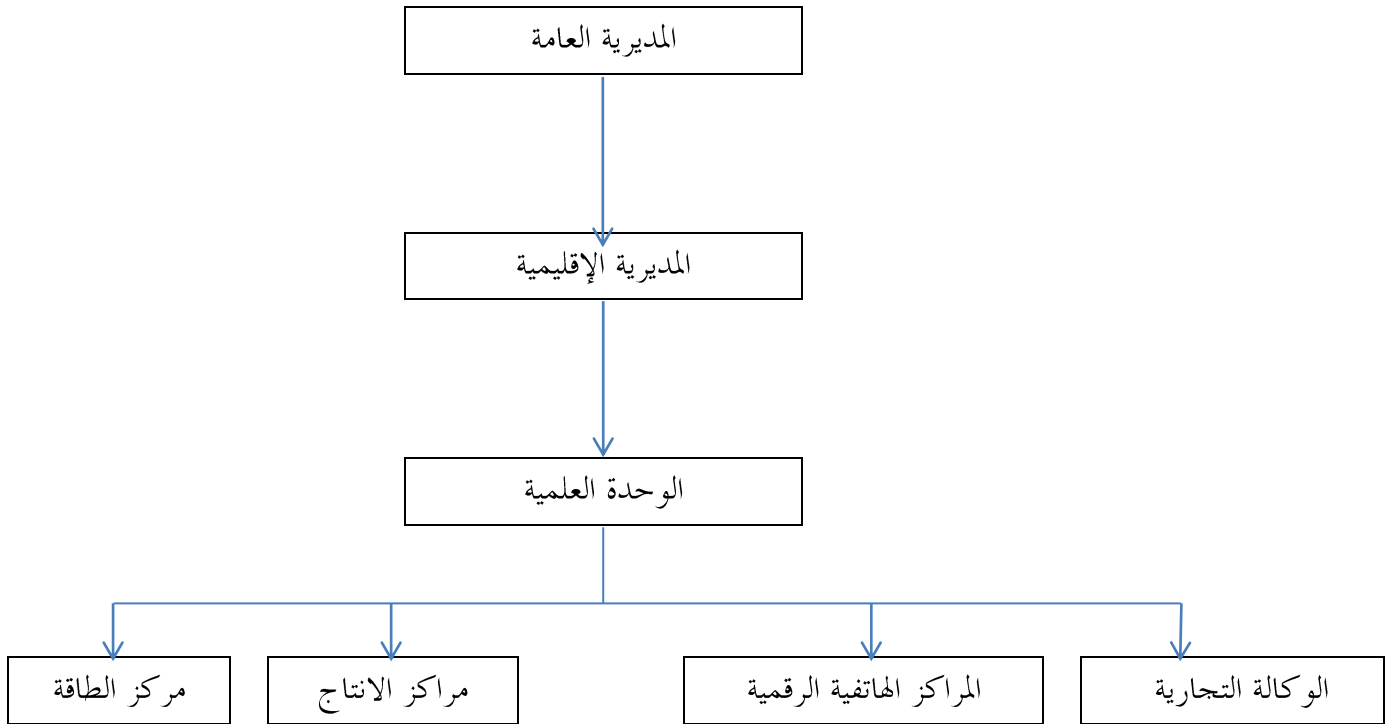 المديرية العامة
المديرية الإقليمية
الوحدة العلمية
الوكالة التجارية
المراكز الهاتفية الرقمية
مراكز الانتاج
مركز الطاقة